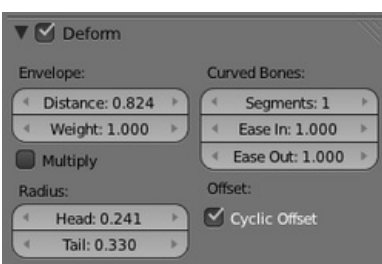 Deform
Envelope:
Distance: 0.824
Weight: 1.000
Multiply
Radius:
Head: 0.241
Tail: 0.330
Curved Bones:
Segments: 1
Ease In: 1.000
Ease Out: 1.000
Offset:
Cyclic Offset